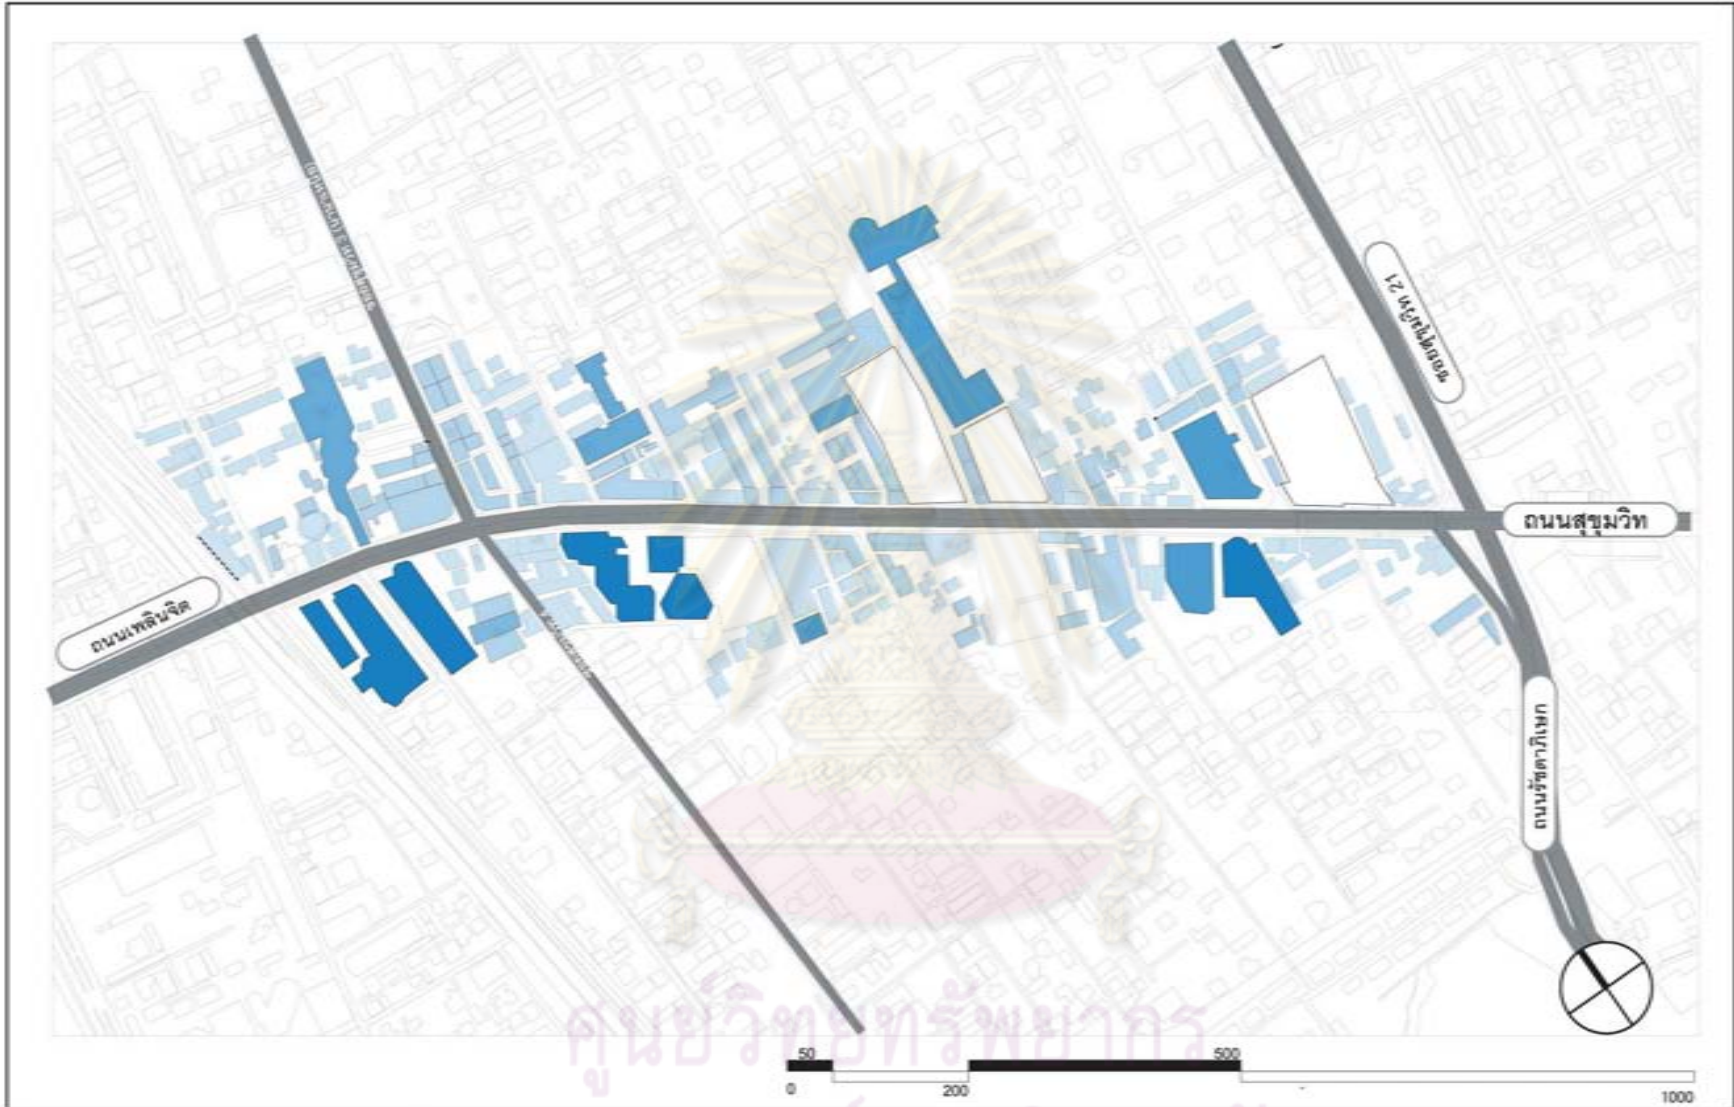 ซอยสุขุมวิท 21
ถนนสุขุมวิท
ถนนเพลินจิต
ถนนรัชดาภิเษก
ศูนย์วิทยทรัพยากร
50
500
0
200
1000